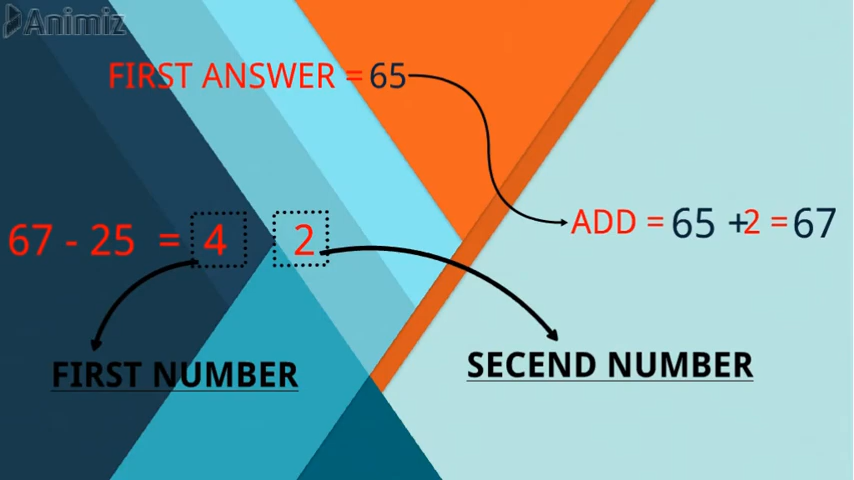 Animiz
FIRST ANSWER = 65
67 - 25 = 4 2
ADD = 65 +2 = 67
FIRST NUMBER
SECEND NUMBER